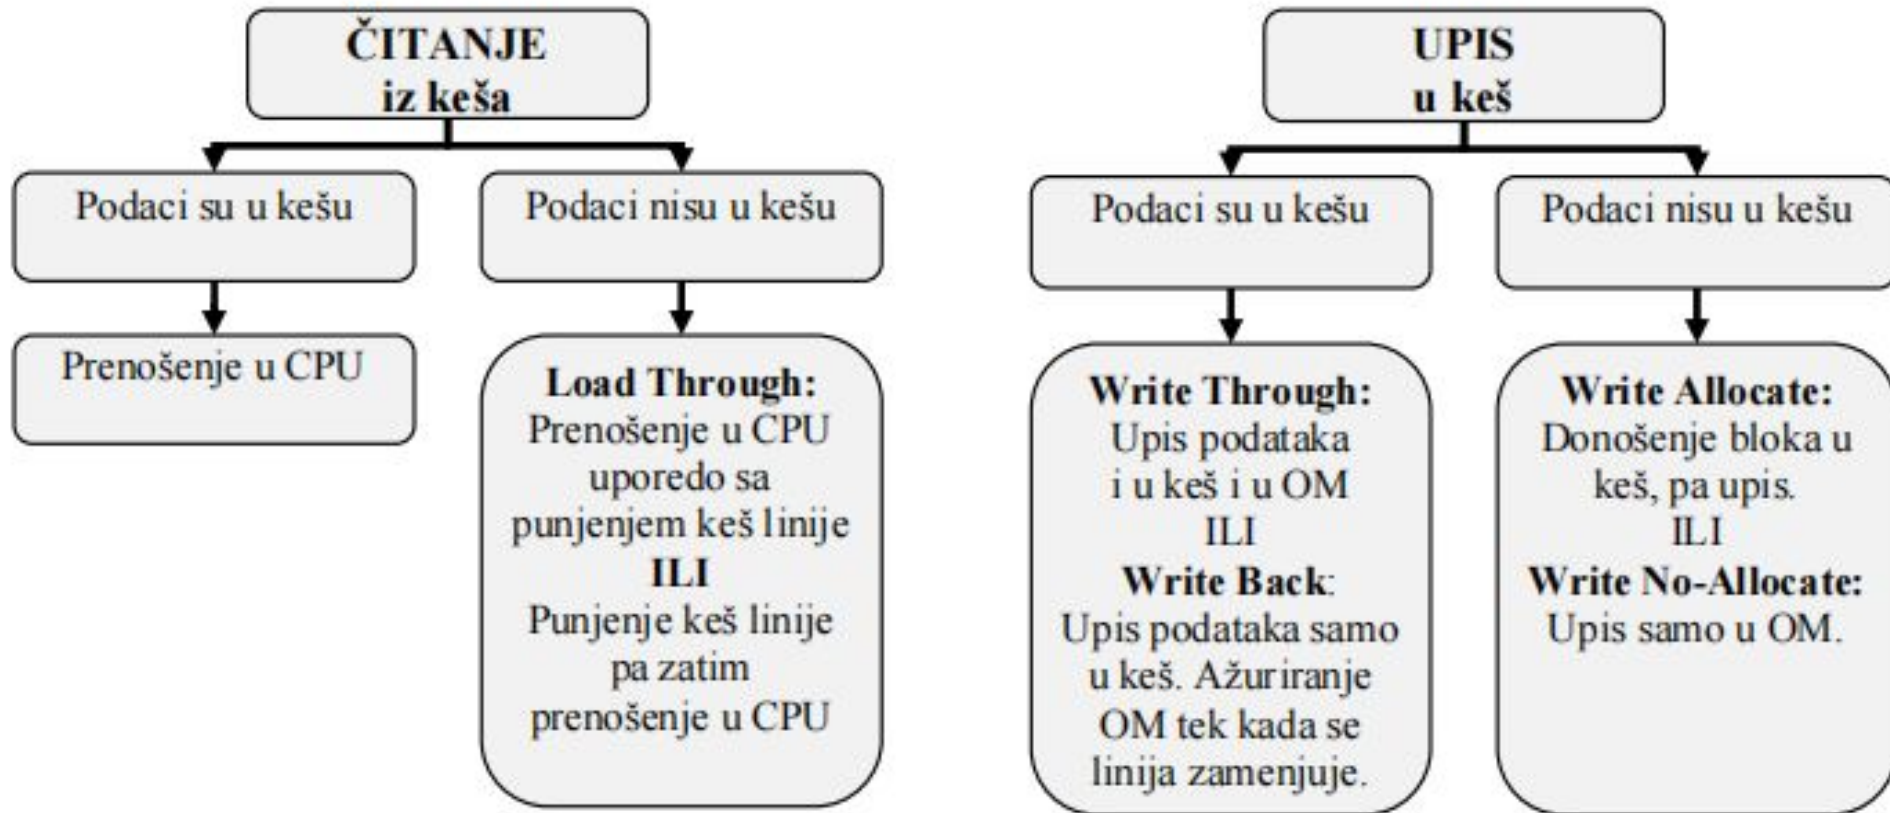 ČITANJE
iz keša
Podaci su u kešu
Podaci nisu u kešu
Prenošenje u CPU
Load Through:
Prenošenje u CPU
uporedo sa
punjenjem keš linije
ILI
Punjenje keš linije
pa zatim
prenošenje u CPU
UPIS
u keš
Podaci su u kešu
Podaci nisu u kešu
Write Through:
Upis podataka
i u keš i u OM
ILI
Write Back:
Upis podataka samo
u keš. Ažuriranje
OM tek kada se
linija zamenjuje.
Write Allocate:
Donošenje bloka u
keš, pa upis.
ILI
Write No-Allocate:
Upis samo u OM.